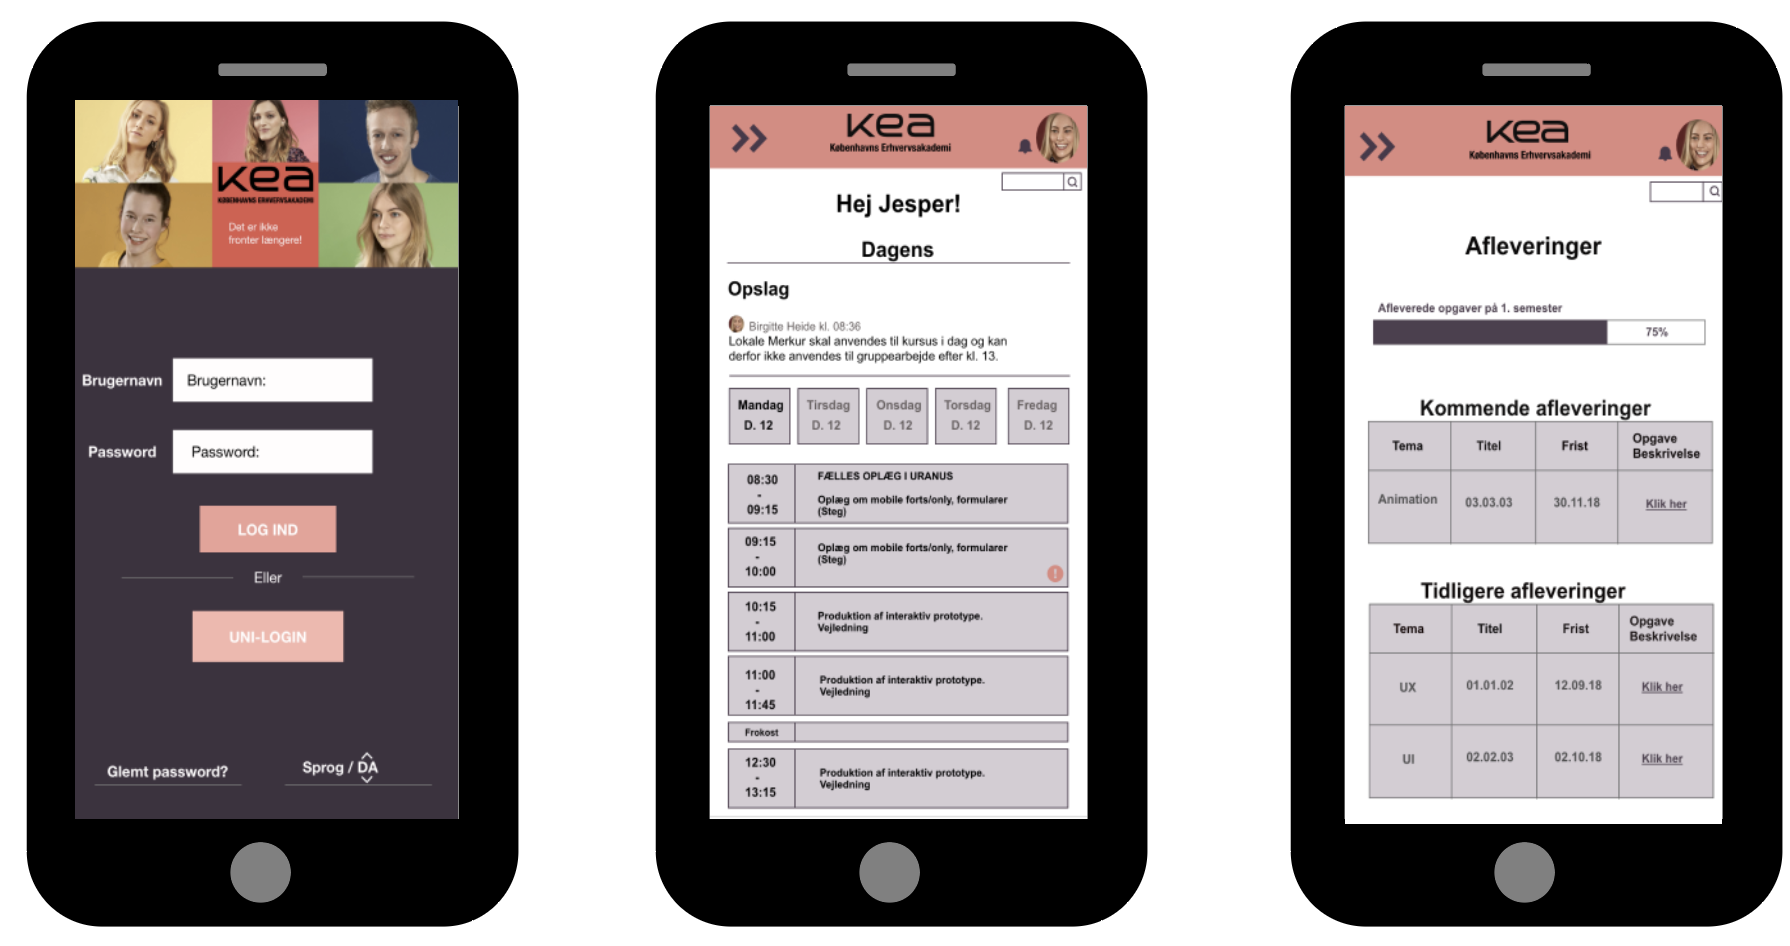 kea
KØBENHAVNS ERHVERVSAKADEMI
Det er ikke
fronter længere!
Brugernavn
Brugernavn:
Password
Password:
LOG IND
Eller
UNI-LOGIN
Glemt password?
Sprog / DA
kea
Københavns Erhvervsakademi
Hej Jesper!
Dagens
Opslag
Birgitte Heide kl. 08:36
Lokale Merkur skal anvendes til kursus i dag og kan
derfor ikke anvendes til gruppearbejde efter kl. 13.
Mandag
D. 12
Tirsdag
D. 12
Onsdag
D. 12
Torsdag
D. 12
Fredag
D. 12
08:30
-
09:15
FÆLLES OPLÆG I URANUS
Oplæg om mobile forts/only, formularer
(Steg)
09:15
-
10:00
Oplæg om mobile forts/only, formularer
(Steg)
!
10:15
-
11:00
Produktion af interaktiv prototype.
Vejledning
11:00
-
11:45
Produktion af interaktiv prototype.
Vejledning
Frokost
12:30
-
13:15
Produktion af interaktiv prototype.
Vejledning
kea
Københavns Erhvervsakademi
Afleveringer
Afleverede opgaver på 1. semester
75%
Kommende afleveringer
Tema
Titel
Frist
Opgave
Beskrivelse
Animation
03.03.03
30.11.18
Klik her
Tidligere afleveringer
Tema
Titel
Frist
Opgave
Beskrivelse
UX
01.01.02
12.09.18
Klik her
UI
02.02.03
02.10.18
Klik her